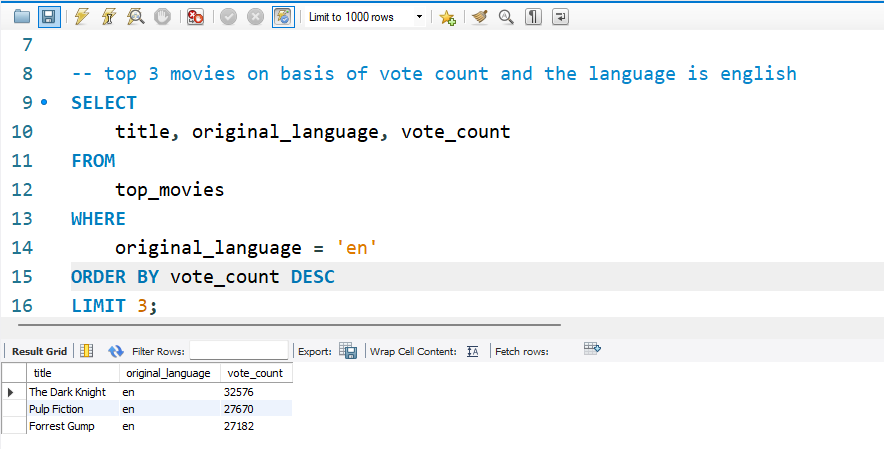 Limit to 1000 rows
7
8 -- top 3 movies on basis of vote count and the language is english
9 SELECT
10 title, original_language, vote_count
11 FROM
12 top_movies
13 WHERE
14 original_language = 'en'
15 ORDER BY vote_count DESC
16 LIMIT 3;
Result Grid Filter Rows: Export: Wrap Cell Content: Fetch rows:
title original_language vote_count
The Dark Knight en 32576
Pulp Fiction en 27670
Forrest Gump en 27182